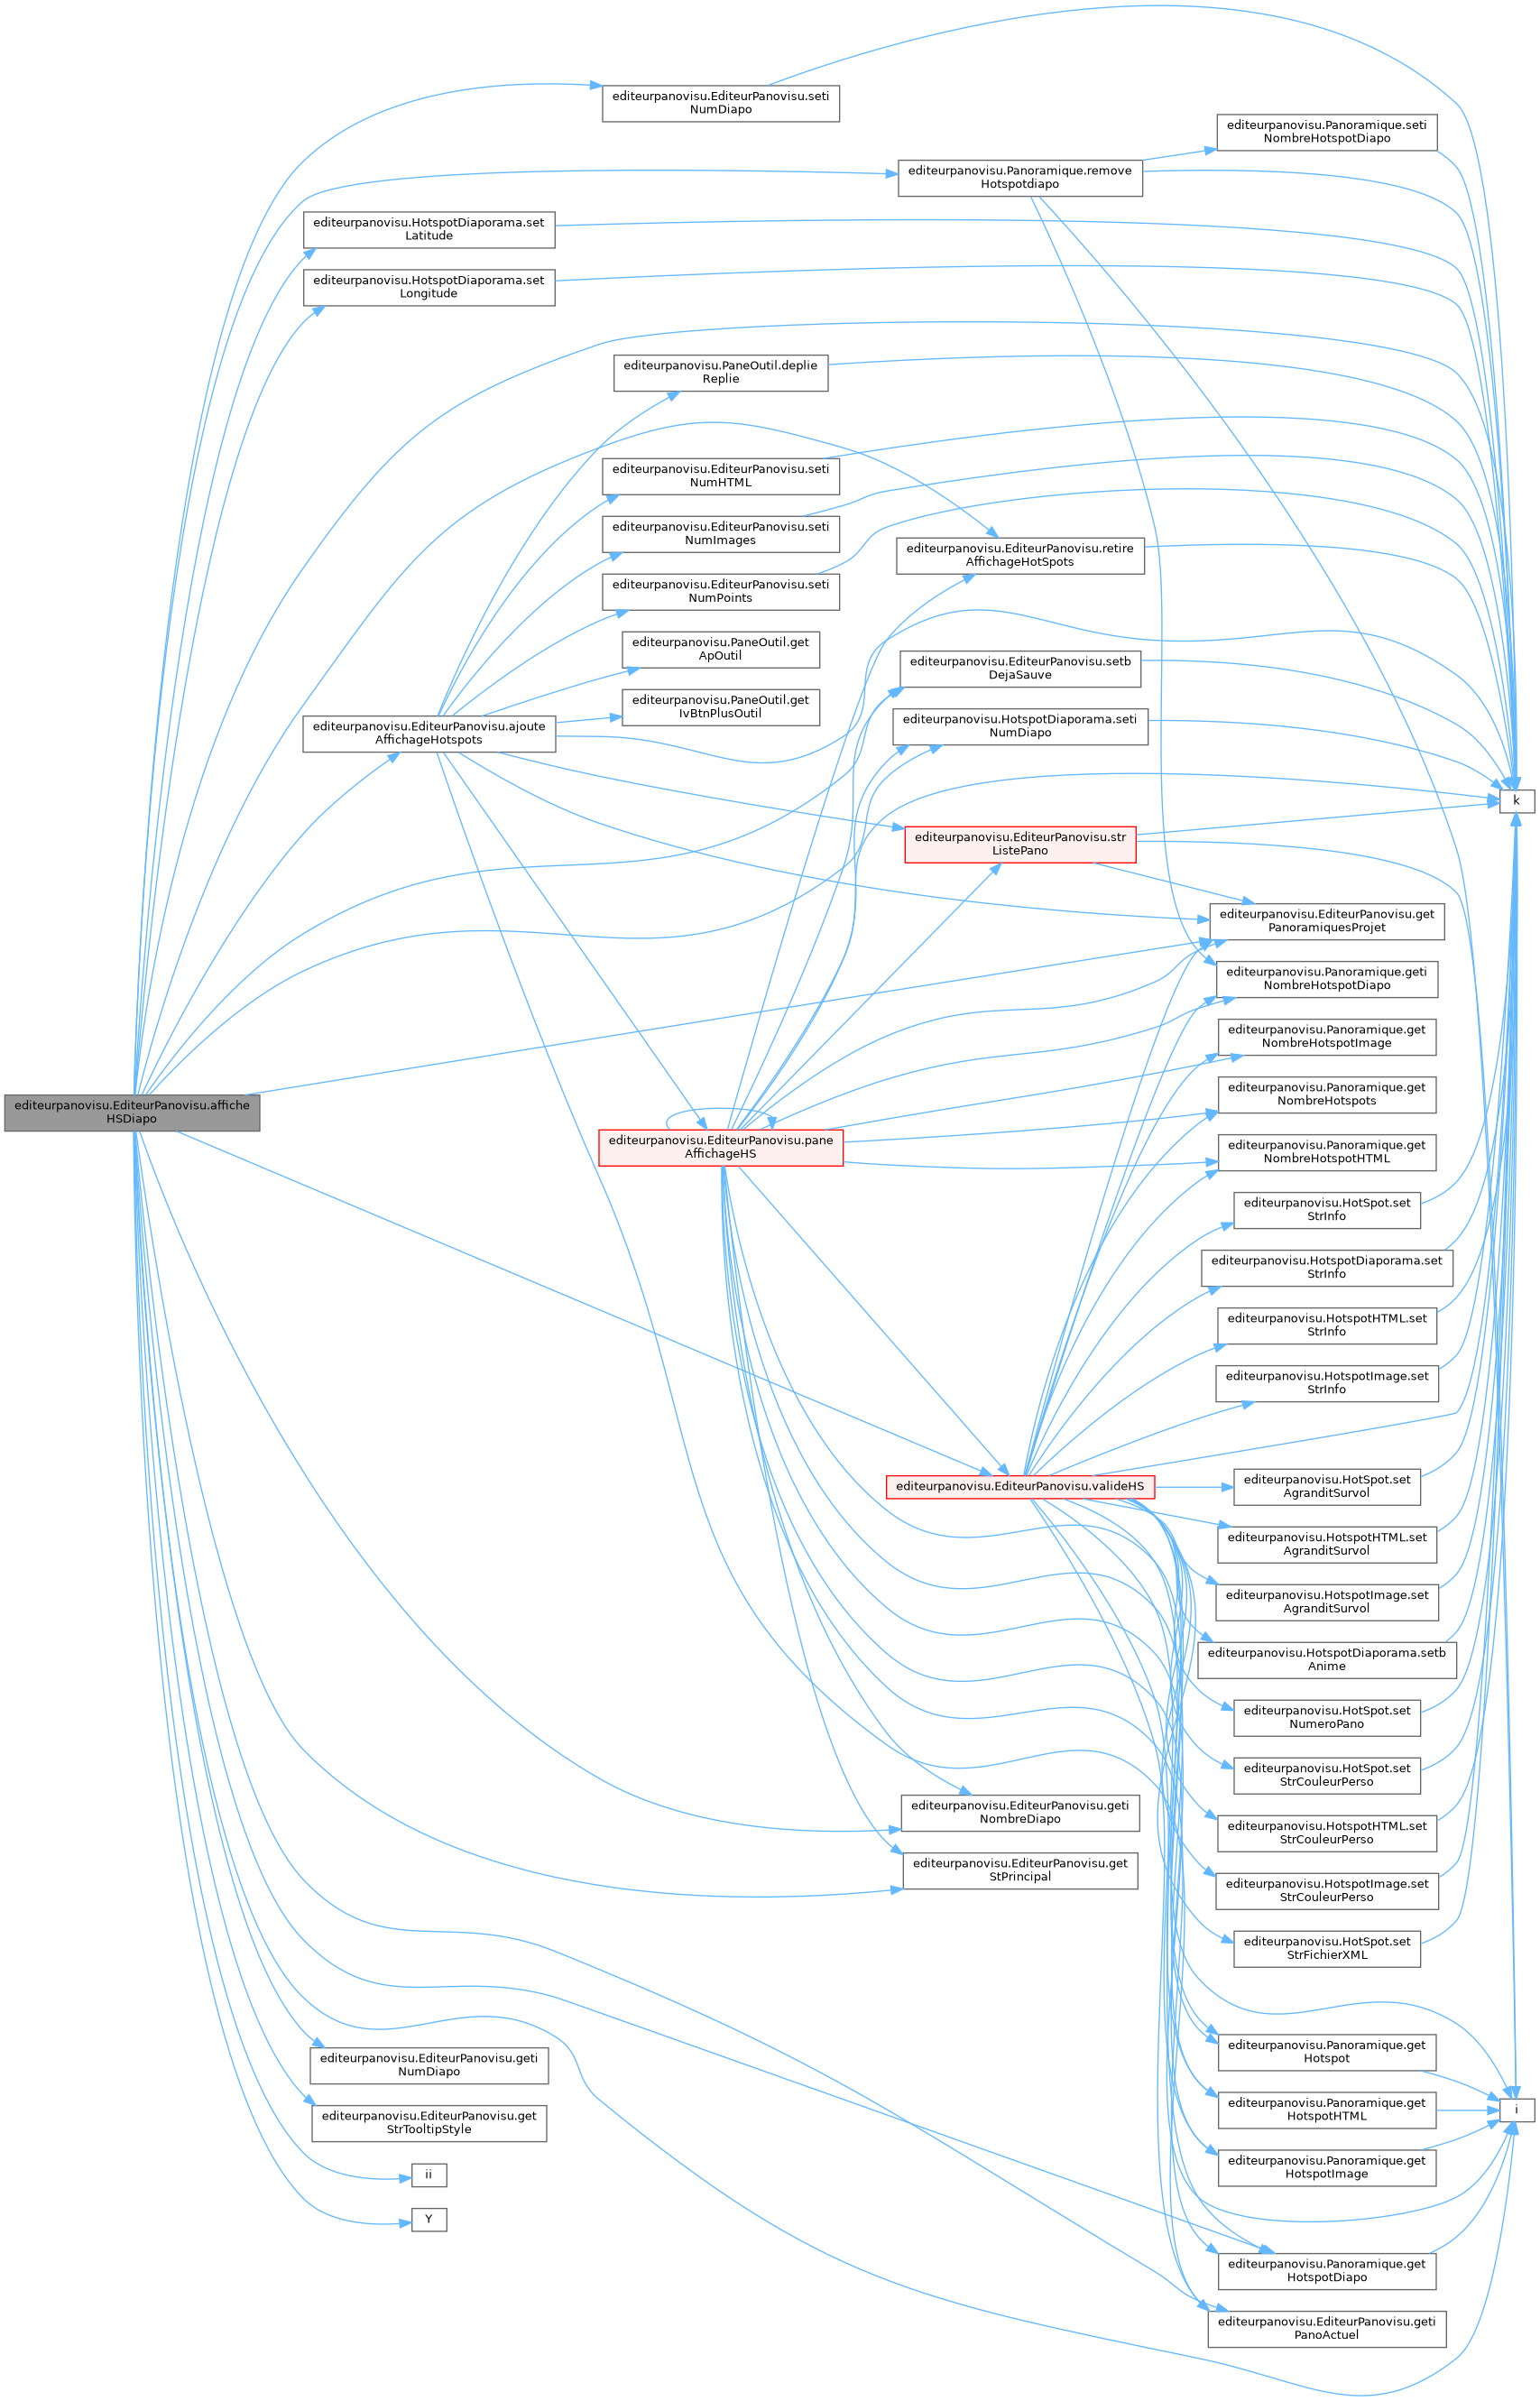 editeurpanovisu.EditeurPanovisu.seti
NumDiapo
editeurpanovisu.Panoramique.seti
NombreHotspotDiapo
editeurpanovisu.Panoramique.remove
Hotspotdiapo
editeurpanovisu.HotspotDiaporama.set
Latitude
editeurpanovisu.HotspotDiaporama.set
Longitude
editeurpanovisu.PaneOutil.deplie
Replie
editeurpanovisu.EditeurPanovisu.seti
NumHTML
editeurpanovisu.EditeurPanovisu.seti
NumImages
editeurpanovisu.EditeurPanovisu.retire
AffichageHotSpots
editeurpanovisu.EditeurPanovisu.seti
NumPoints
editeurpanovisu.PaneOutil.get
ApOutil
editeurpanovisu.EditeurPanovisu.setb
DejaSauve
editeurpanovisu.PaneOutil.get
IvBtnPlusOutil
editeurpanovisu.EditeurPanovisu.ajoute
AffichageHotspots
editeurpanovisu.HotspotDiaporama.seti
NumDiapo
k
editeurpanovisu.EditeurPanovisu.str
ListePano
editeurpanovisu.EditeurPanovisu.get
PanoramiquesProjet
editeurpanovisu.Panoramique.geti
NombreHotspotDiapo
editeurpanovisu.Panoramique.get
NombreHotspotImage
editeurpanovisu.EditeurPanovisu.affiche
HSDiapo
editeurpanovisu.Panoramique.get
NombreHotspots
editeurpanovisu.EditeurPanovisu.pane
AffichageHS
editeurpanovisu.Panoramique.get
NombreHotspotHTML
editeurpanovisu.HotSpot.set
StrInfo
editeurpanovisu.HotspotDiaporama.set
StrInfo
editeurpanovisu.HotspotHTML.set
StrInfo
editeurpanovisu.HotspotImage.set
StrInfo
editeurpanovisu.EditeurPanovisu.valideHS
editeurpanovisu.HotSpot.set
AgranditSurvol
editeurpanovisu.HotspotHTML.set
AgranditSurvol
editeurpanovisu.HotspotImage.set
AgranditSurvol
editeurpanovisu.HotspotDiaporama.setb
Anime
editeurpanovisu.HotSpot.set
NumeroPano
editeurpanovisu.HotSpot.set
StrCouleurPerso
editeurpanovisu.EditeurPanovisu.geti
NombreDiapo
editeurpanovisu.HotspotHTML.set
StrCouleurPerso
editeurpanovisu.EditeurPanovisu.get
StPrincipal
editeurpanovisu.HotspotImage.set
StrCouleurPerso
editeurpanovisu.HotSpot.set
StrFichierXML
editeurpanovisu.Panoramique.get
Hotspot
editeurpanovisu.EditeurPanovisu.geti
NumDiapo
editeurpanovisu.Panoramique.get
HotspotHTML
i
editeurpanovisu.EditeurPanovisu.get
StrTooltipStyle
editeurpanovisu.Panoramique.get
HotspotImage
ii
Y
editeurpanovisu.Panoramique.get
HotspotDiapo
editeurpanovisu.EditeurPanovisu.geti
PanoActuel